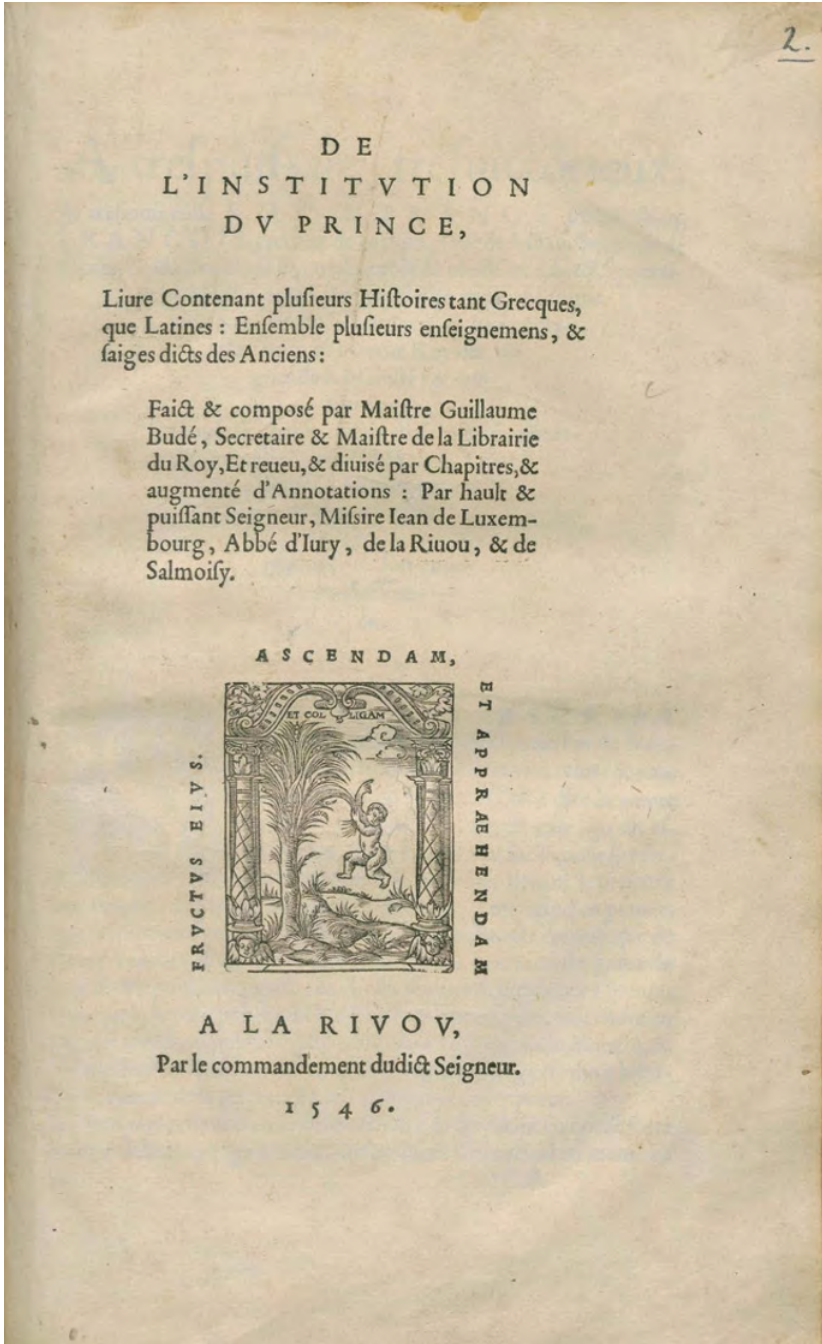 2.
DE
L'INSTITVTION
DV PRINCE,
Liure Contenant pluſieurs Hiſtoires tant Grecques,
que Latines : Enſemble pluſieurs enſeignemens, &
ſaiges dicts des Anciens :
Faict & compoſé par Maiſtre Guillaume
Budé, Secretaire & Maiſtre de la Librairie
du Roy, Et reueu, & diuiſé par Chapitres, &
augmenté d'Annotations : Par hault &
puiſſant Seigneur, Miſsire Iean de Luxem-
bourg, Abbé d'Iury, de la Riuou, & de
Salmoiſy.
ASCENDAM,
ET APPRAEHENDAM
FRVCTVS EIVS.
ET COLLIGAM
A LA RIVOV,
Par le commandement dudict Seigneur.
1546.